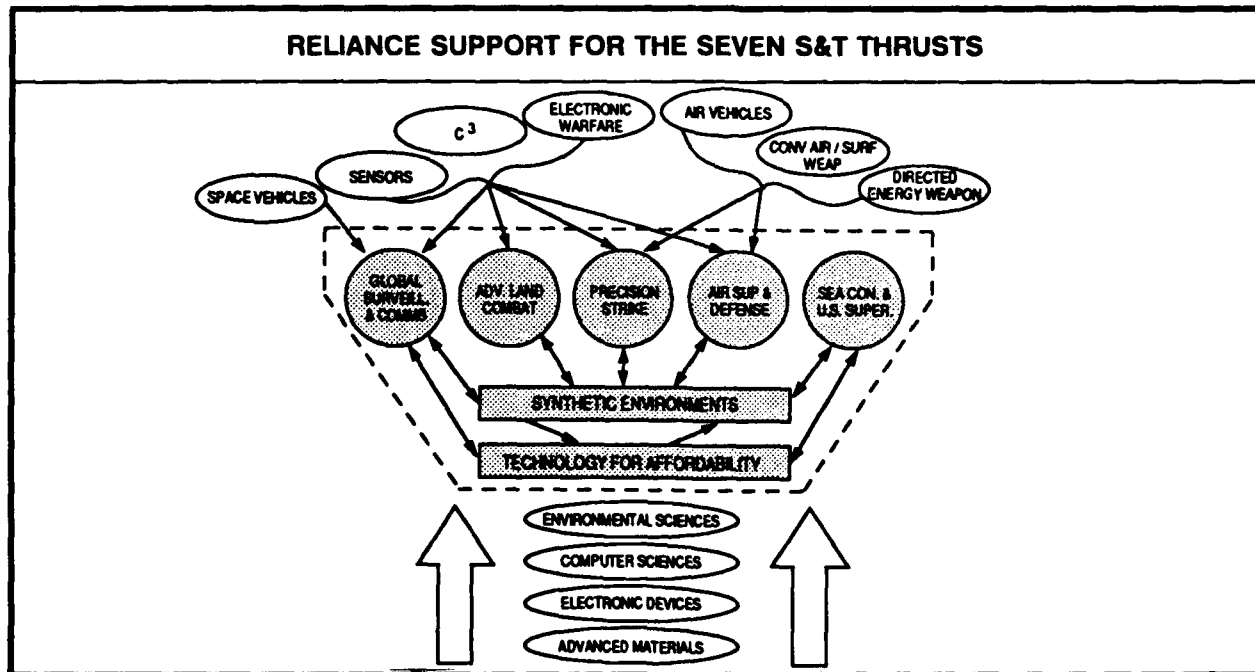 RELIANCE SUPPORT FOR THE SEVEN S&T THRUSTS
ELECTRONIC
WARFARE
AIR VEHICLES
C³
CONV AIR / SURF
WEAP
SENSORS
DIRECTED
ENERGY WEAPON
SPACE VEHICLES
GLOBAL
SURVEILL.
& COMMS
ADV. LAND
COMBAT
PRECISION
STRIKE
AIR SUP & 
DEFENSE
SEA CON. &
U.S. SUPER.
SYNTHETIC ENVIRONMENTS
TECHNOLOGY FOR AFFORDABILITY
ENVIRONMENTAL SCIENCES
COMPUTER SCIENCES
ELECTRONIC DEVICES
ADVANCED MATERIALS